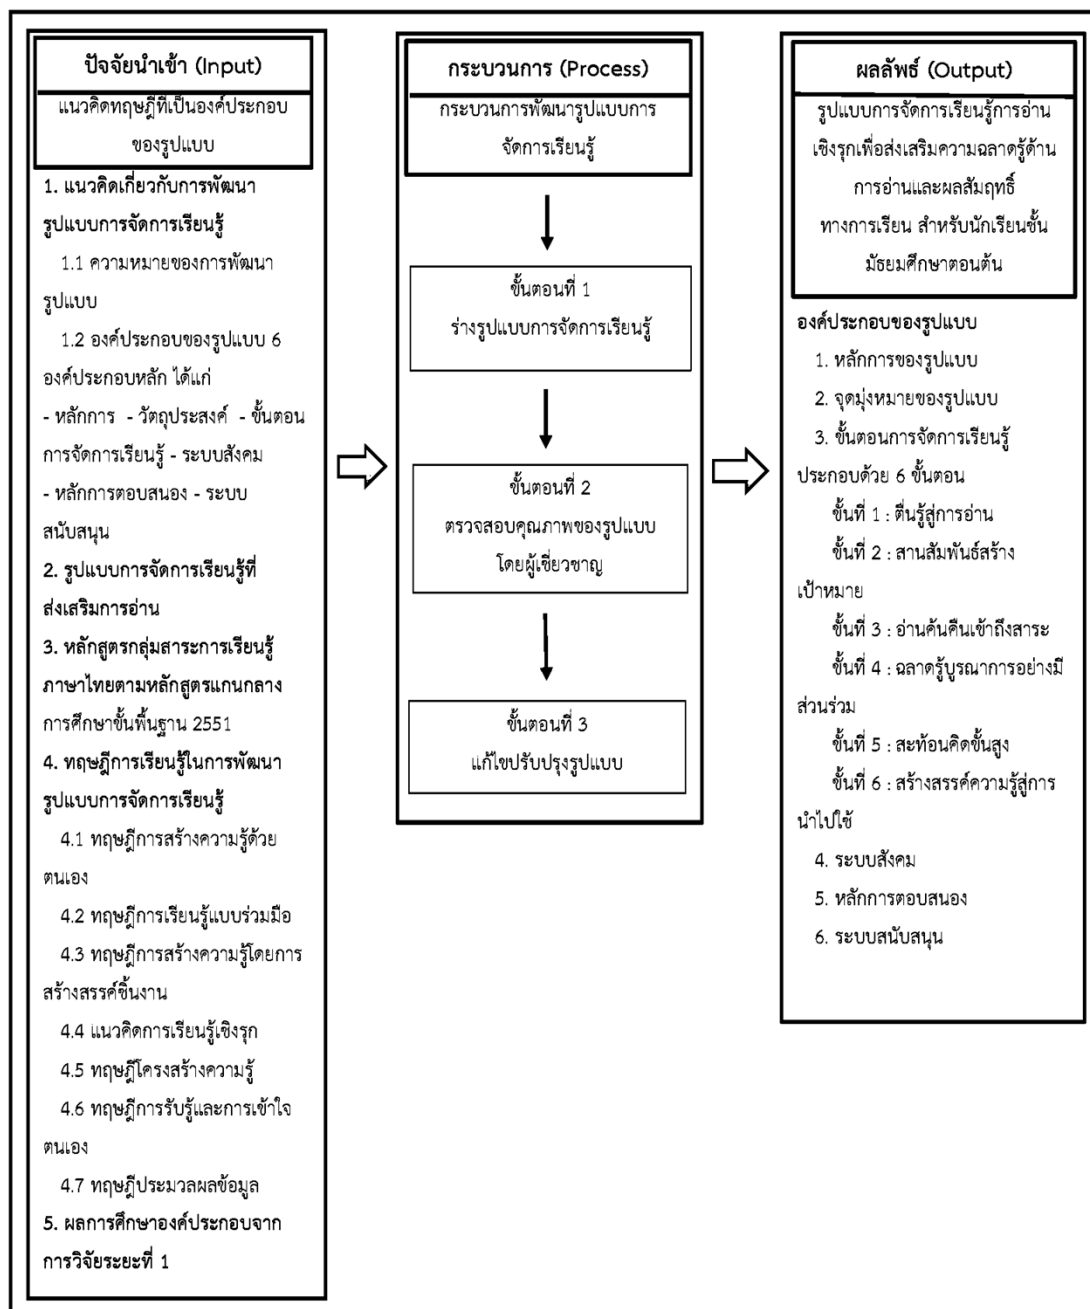 ปัจจัยนำเข้า (Input)
แนวคิดทฤษฎีที่เป็นองค์ประกอบ
ของรูปแบบ
1. แนวคิดเกี่ยวกับการพัฒนา
รูปแบบการจัดการเรียนรู้
1.1 ความหมายของการพัฒนา
รูปแบบ
1.2 องค์ประกอบของรูปแบบ 6
องค์ประกอบหลัก ได้แก่
- หลักการ - วัตถุประสงค์ - ขั้นตอน
การจัดการเรียนรู้ - ระบบสังคม
- หลักการตอบสนอง - ระบบ
สนับสนุน
2. รูปแบบการจัดการเรียนรู้ที่
ส่งเสริมการอ่าน
3. หลักสูตรกลุ่มสาระการเรียนรู้
ภาษาไทยตามหลักสูตรแกนกลาง
การศึกษาขั้นพื้นฐาน 2551
4. ทฤษฎีการเรียนรู้ในการพัฒนา
รูปแบบการจัดการเรียนรู้
4.1 ทฤษฎีการสร้างความรู้ด้วย
ตนเอง
4.2 ทฤษฎีการเรียนรู้แบบร่วมมือ
4.3 ทฤษฎีการสร้างความรู้โดยการ
สร้างสรรค์ชิ้นงาน
4.4 แนวคิดการเรียนรู้เชิงรุก
4.5 ทฤษฎีโครงสร้างความรู้
4.6 ทฤษฎีการรับรู้และการเข้าใจ
ตนเอง
4.7 ทฤษฎีประมวลผลข้อมูล
5. ผลการศึกษาองค์ประกอบจาก
การวิจัยระยะที่ 1
กระบวนการ (Process)
กระบวนการพัฒนารูปแบบการ
จัดการเรียนรู้
ขั้นตอนที่ 1
ร่างรูปแบบการจัดการเรียนรู้
ขั้นตอนที่ 2
ตรวจสอบคุณภาพของรูปแบบ
โดยผู้เชี่ยวชาญ
ขั้นตอนที่ 3
แก้ไขปรับปรุงรูปแบบ
ผลลัพธ์ (Output)
รูปแบบการจัดการเรียนรู้การอ่าน
เชิงรุกเพื่อส่งเสริมความฉลาดรู้ด้าน
การอ่านและผลสัมฤทธิ์
ทางการเรียน สำหรับนักเรียนชั้น
มัธยมศึกษาตอนต้น
องค์ประกอบของรูปแบบ
1. หลักการของรูปแบบ
2. จุดมุ่งหมายของรูปแบบ
3. ขั้นตอนการจัดการเรียนรู้
ประกอบด้วย 6 ขั้นตอน
ขั้นที่ 1 : ตื่นรู้สู่การอ่าน
ขั้นที่ 2 : สานสัมพันธ์สร้าง
เป้าหมาย
ขั้นที่ 3 : อ่านค้นคืนเข้าถึงสาระ
ขั้นที่ 4 : ฉลาดรู้บูรณาการอย่างมี
ส่วนร่วม
ขั้นที่ 5 : สะท้อนคิดขั้นสูง
ขั้นที่ 6 : สร้างสรรค์ความรู้สู่การ
นำไปใช้
4. ระบบสังคม
5. หลักการตอบสนอง
6. ระบบสนับสนุน